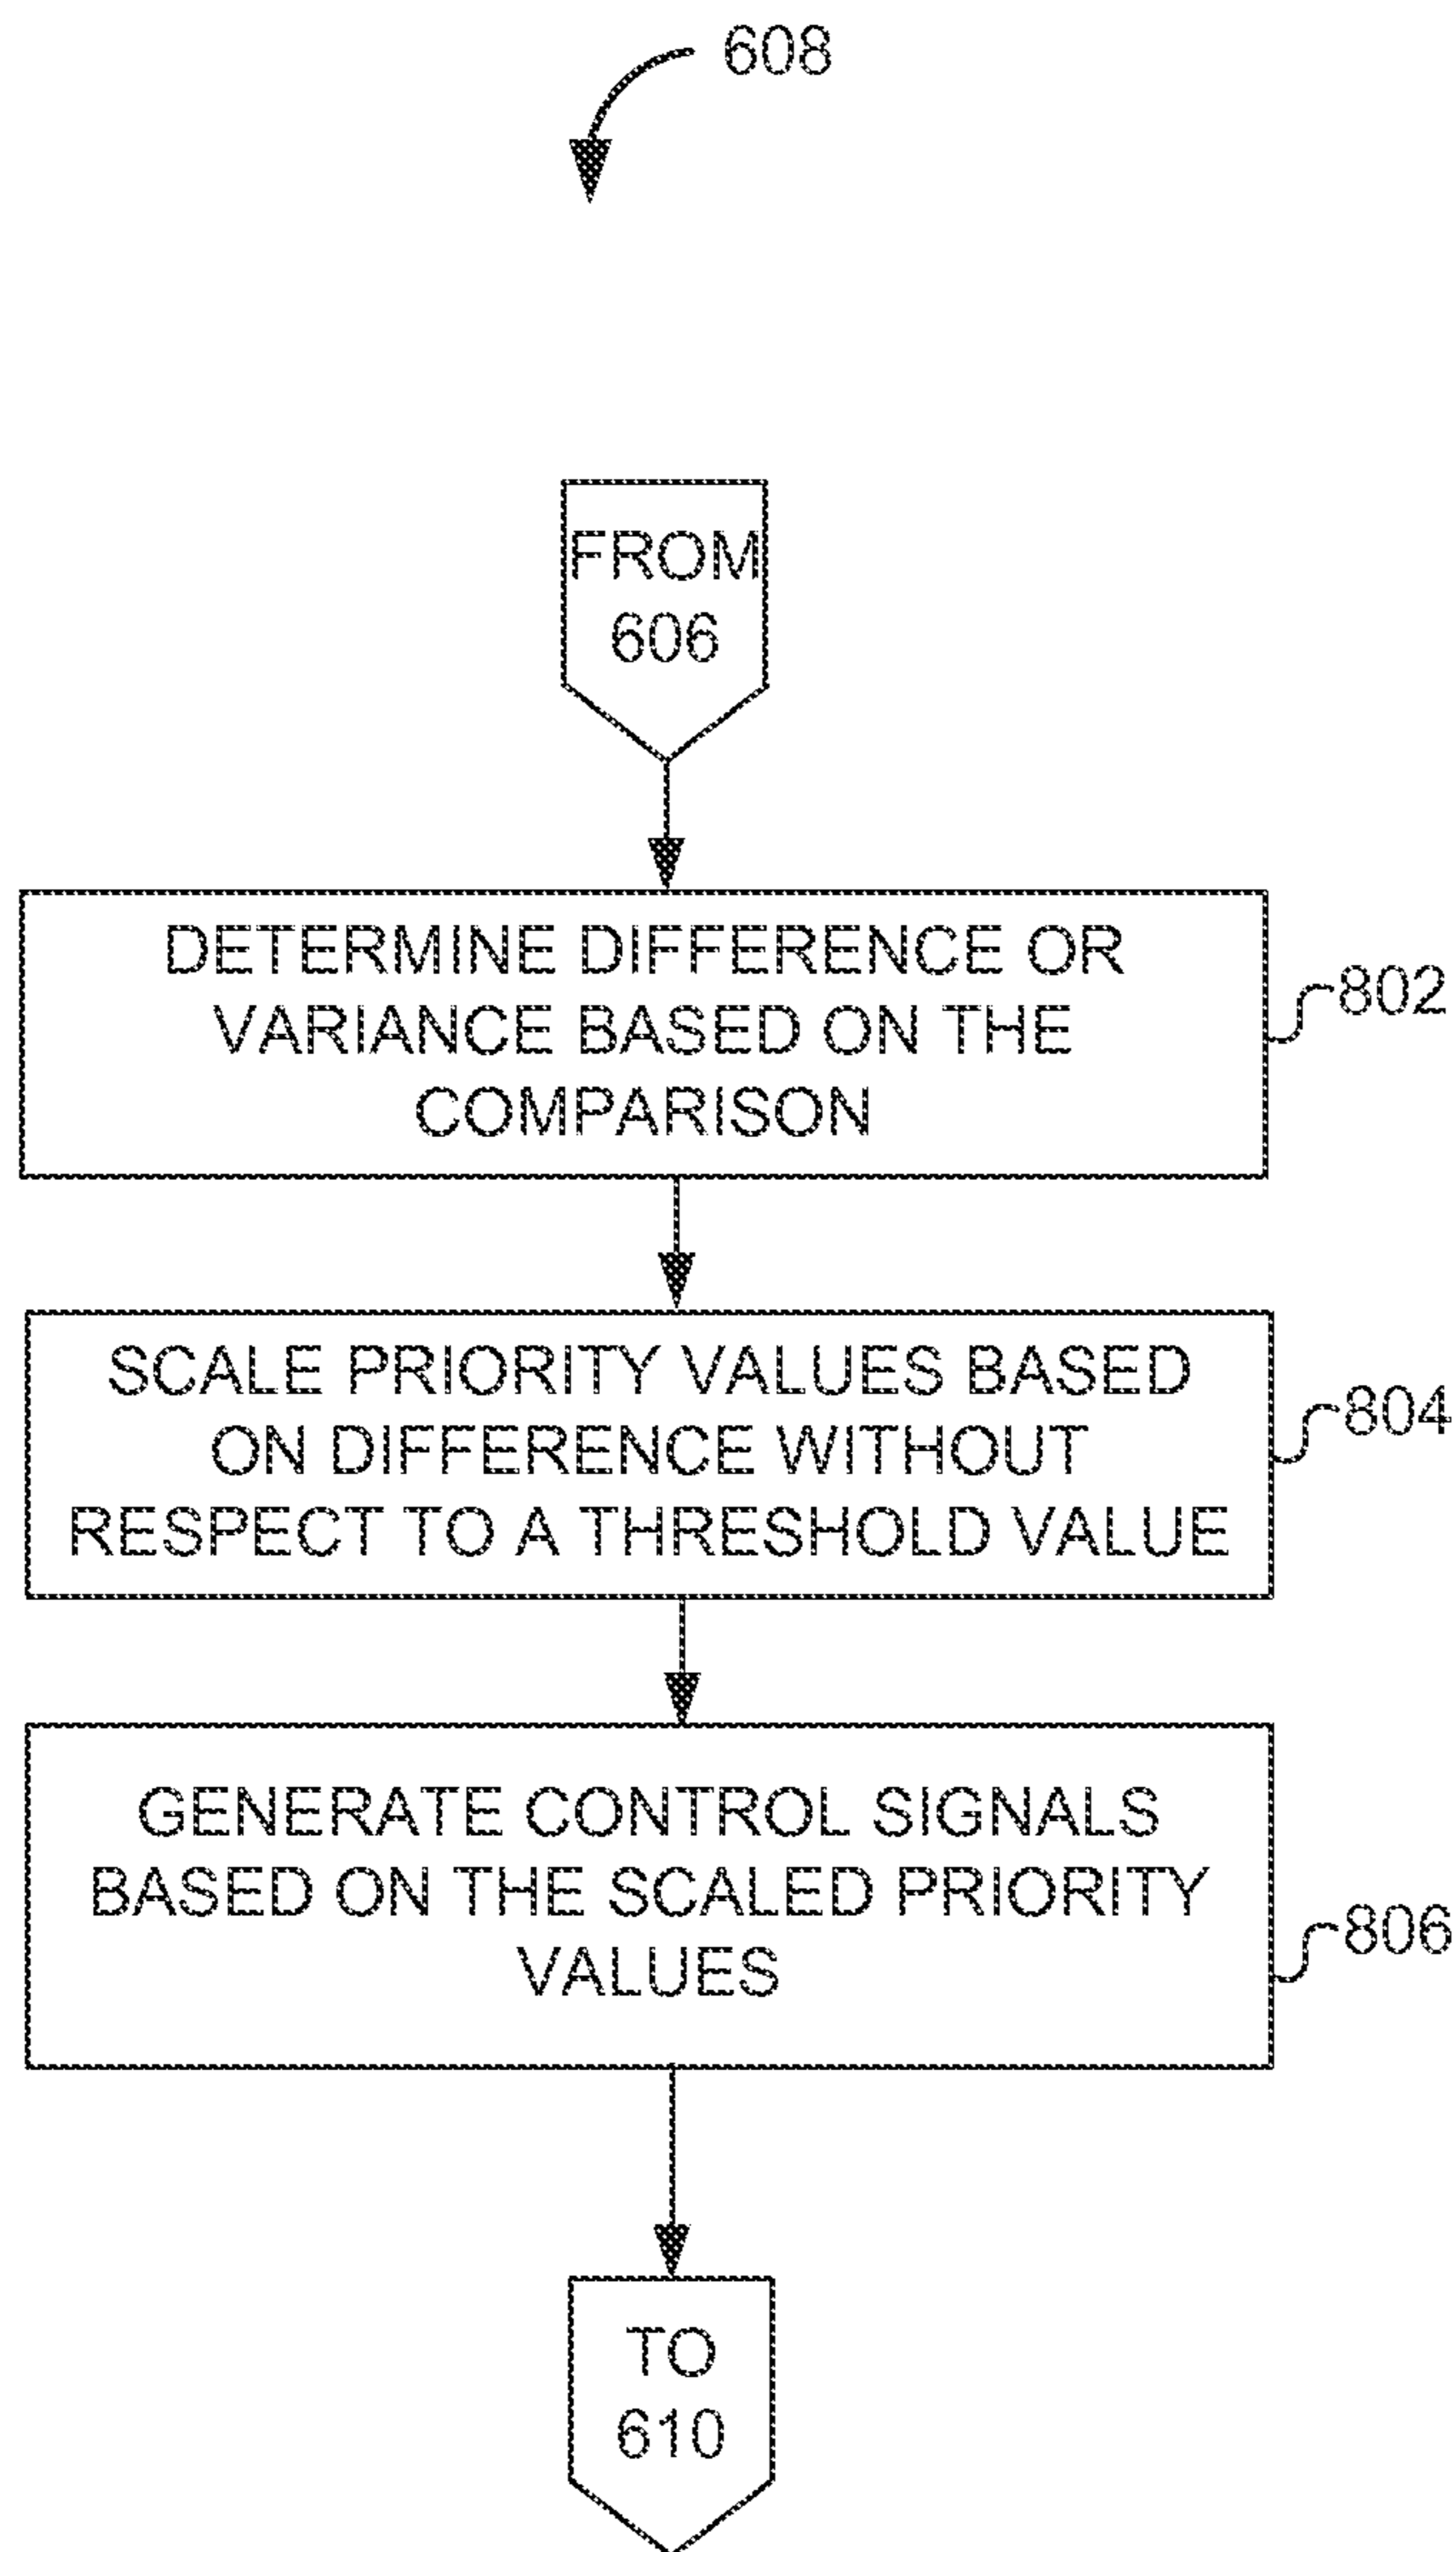 608
FROM
606
DETERMINE DIFFERENCE OR
VARIANCE BASED ON THE
COMPARISON
802
SCALE PRIORITY VALUES BASED
ON DIFFERENCE WITHOUT
RESPECT TO A THRESHOLD VALUE
804
GENERATE CONTROL SIGNALS
BASED ON THE SCALED PRIORITY
VALUES
806
TO
610